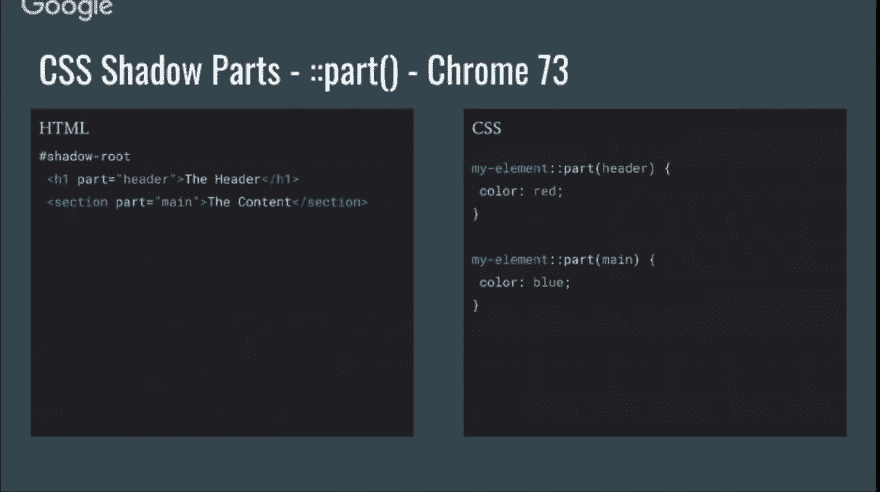 Google
CSS Shadow Parts - ::part() - Chrome 73
HTML
#shadow-root
<h1 part="header">The Header</h1>
<section part="main">The Content</section>
CSS
my-element::part(header) {
color: red;
}
my-element::part(main) {
color: blue;
}